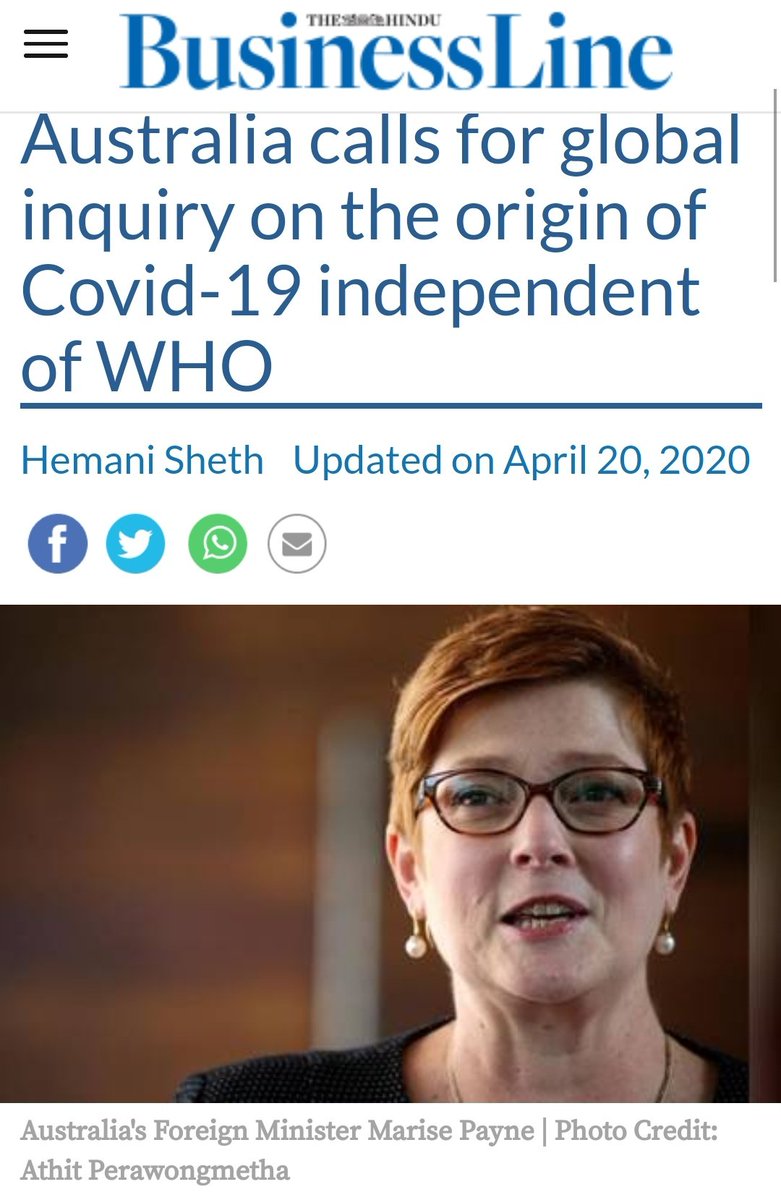 THE HINDU
BusinessLine
Australia calls for global
inquiry on the origin of
Covid-19 independent
of WHO
Hemani Sheth Updated on April 20, 2020
Australia's Foreign Minister Marise Payne | Photo Credit:
Athit Perawongmetha